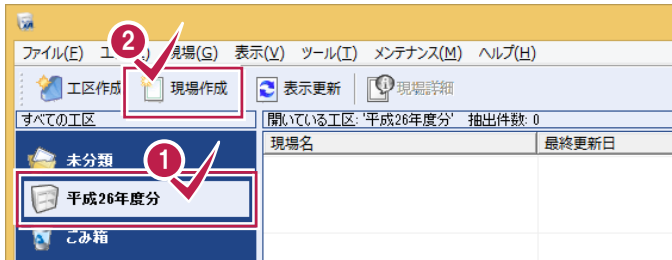 ファイル(F) 現場(G) 表示(V) ツール(T) メンテナンス(M) ヘルプ(H)
2
工区作成 現場作成 表示更新 現場詳細
すべての工区 開いている工区: '平成26年度分' 抽出件数: 0
現場名 最終更新日
未分類
1
平成26年度分
ごみ箱